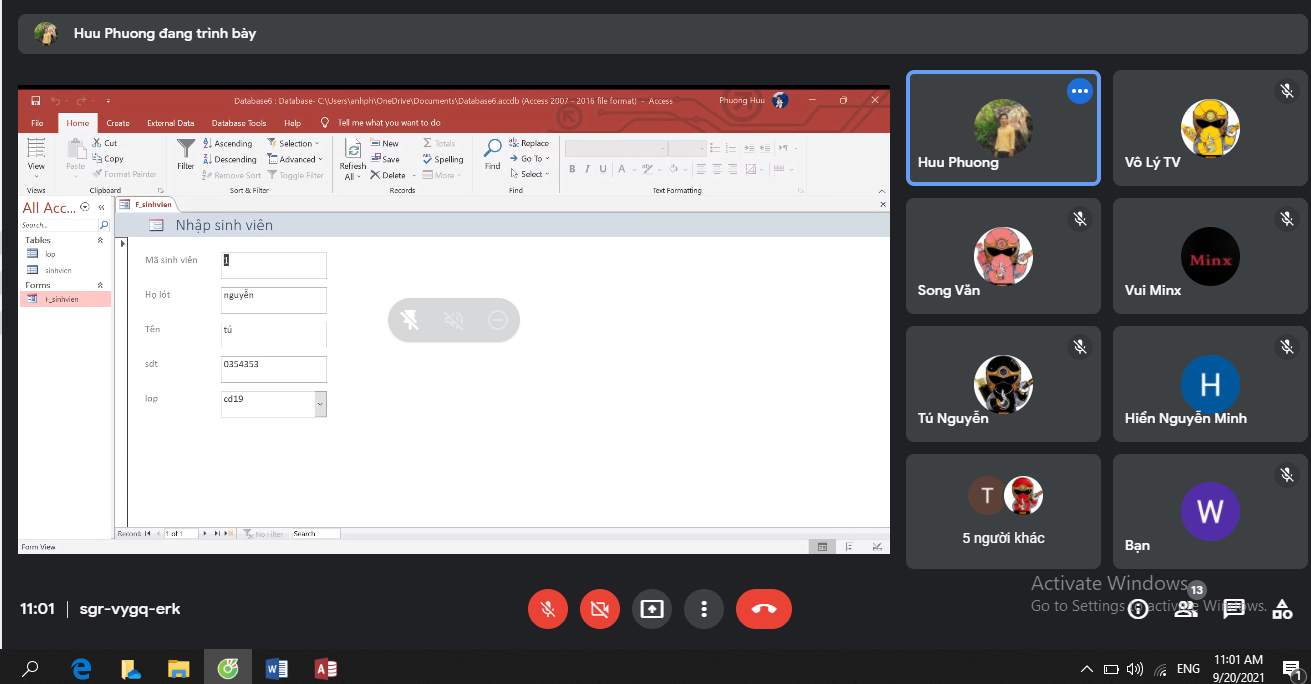 Huu Phuong đang trình bày
Database6 : Database- C:\Users\anhph\OneDrive\Documents\Database6.accdb (Access 2007 - 2016 file format) - Access
Phuong Huu
File Home Create External Data Database Tools Help Tell me what you want to do
View
Views
Paste
Cut
Copy
Format Painter
Clipboard
Filter
Ascending
Descending
Remove Sort
Selection
Advanced
Toggle Filter
Sort & Filter
Refresh All
New
Save
Delete
Totals
Spelling
More
Records
Find
Replace
Go To
Select
Find
B I U A
Text Formatting
All Acc...
Search...
Tables
lop
sinhvien
Forms
F_sinhvien
F_sinhvien
Nhập sinh viên
Mã sinh viên 1
Họ lót nguyễn
Tên tú
sdt 0354353
lop cd19
Record: 1 of 1 No Filter Search
Form View
Huu Phuong
Vô Lý TV
Song Văn
Minx
Vui Minx
Tú Nguyễn
H
Hiển Nguyễn Minh
T
5 người khác
W
Bạn
11:01 | sgr-vygq-erk
Activate Windows
Go to Settings to activate Windows.
13
ENG
11:01 AM
9/20/2021
1